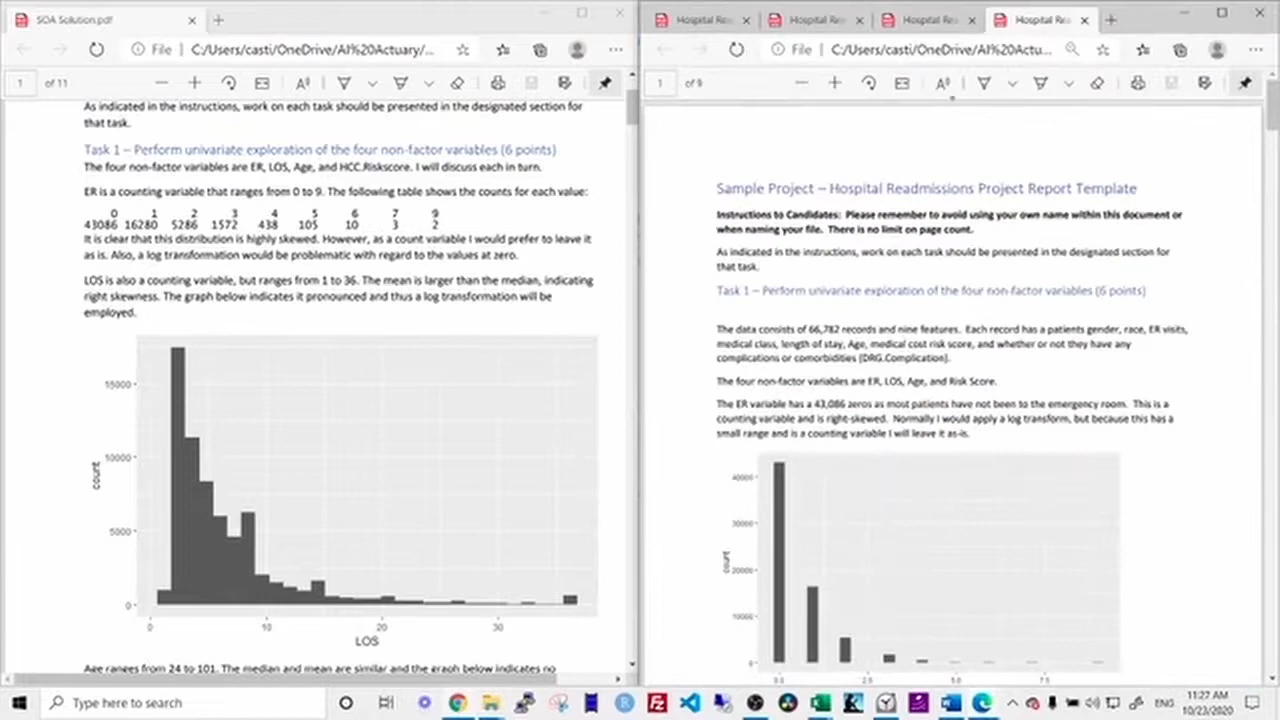 SOA Solution.pdf
File
C:/Users/casti/OneDrive/AI%20Actuary/...
1 of 11
As indicated in the instructions, work on each task should be presented in the designated section for
that task.
Task 1 – Perform univariate exploration of the four non-factor variables (6 points)
The four non-factor variables are ER, LOS, Age, and HCC.Riskscore. I will discuss each in turn.
ER is a counting variable that ranges from 0 to 9. The following table shows the counts for each value:
0 1 2 3 4 5 6 7 9
43086 16280 5286 1572 438 105 10 3 2
It is clear that this distribution is highly skewed. However, as a count variable I would prefer to leave it
as is. Also, a log transformation would be problematic with regard to the values at zero.
LOS is also a counting variable, but ranges from 1 to 36. The mean is larger than the median, indicating
right skewness. The graph below indicates it pronounced and thus a log transformation will be
employed.
15000
10000
5000
0
count
0 10 20 30
LOS
Age ranges from 24 to 101. The median and mean are similar and the graph below indicates no
Hospital Rea
Hospital Re
Hospital Re
Hospital Re
File
C:/Users/casti/OneDrive/AI%20Actu...
1 of 9
Sample Project – Hospital Readmissions Project Report Template
Instructions to Candidates: Please remember to avoid using your own name within this document or
when naming your file. There is no limit on page count.
As indicated in the instructions, work on each task should be presented in the designated section for
that task.
Task 1 – Perform univariate exploration of the four non-factor variables (6 points)
The data consists of 66,782 records and nine features. Each record has a patients gender, race, ER visits,
medical class, length of stay, Age, medical cost risk score, and whether or not they have any
complications or comorbidities (DRG.Complication).
The four non-factor variables are ER, LOS, Age, and Risk Score.
The ER variable has a 43,086 zeros as most patients have not been to the emergency room. This is a
counting variable and is right-skewed. Normally I would apply a log transform, but because this has a
small range and is a counting variable I will leave it as-is.
40000
30000
20000
10000
0
count
0.0 2.5 5.0 7.5
Type here to search
ENG
11:27 AM
10/23/2020